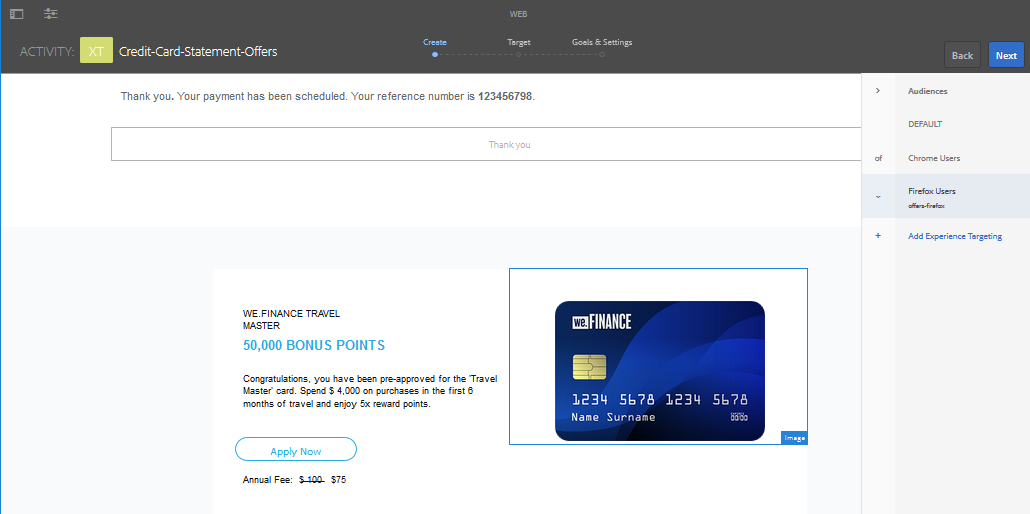 WEB
ACTIVITY: XT Credit-Card-Statement-Offers
Create Target Goals & Settings
Back Next
Thank you. Your payment has been scheduled. Your reference number is 123456798.
Thank you
Audiences
DEFAULT
of Chrome Users
Firefox Users
offers-firefox
+ Add Experience Targeting
WE.FINANCE TRAVEL
MASTER
50,000 BONUS POINTS
Congratulations, you have been pre-approved for the 'Travel
Master' card. Spend $ 4,000 on purchases in the first 6
months of travel and enjoy 5x reward points.
Apply Now
Annual Fee: $ 100 $75
we.FINANCE
1234 5678 1234 5678
Name Surname
Image